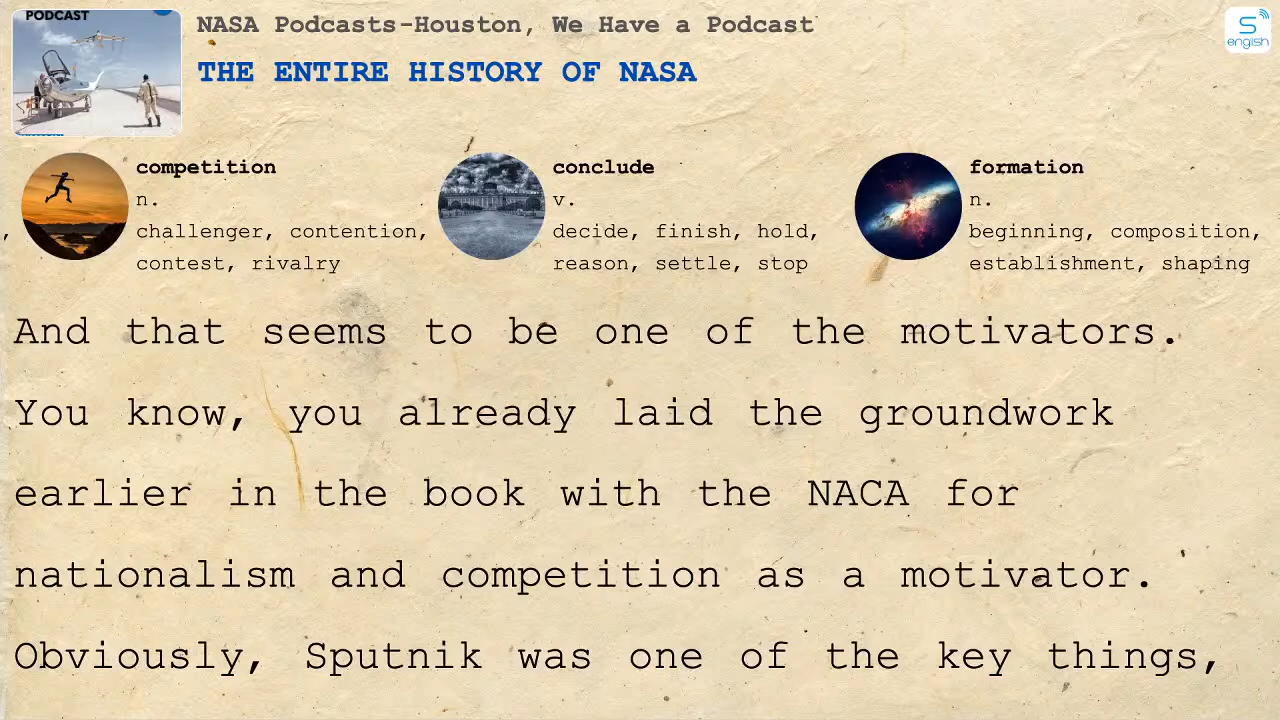 PODCAST
NASA Podcasts-Houston, We Have a Podcast
THE ENTIRE HISTORY OF NASA
S
english
competition
n.
challenger, contention,
contest, rivalry
conclude
v.
decide, finish, hold,
reason, settle, stop
formation
n.
beginning, composition,
establishment, shaping
And that seems to be one of the motivators.
You know, you already laid the groundwork
earlier in the book with the NACA for
nationalism and competition as a motivator.
Obviously, Sputnik was one of the key things,